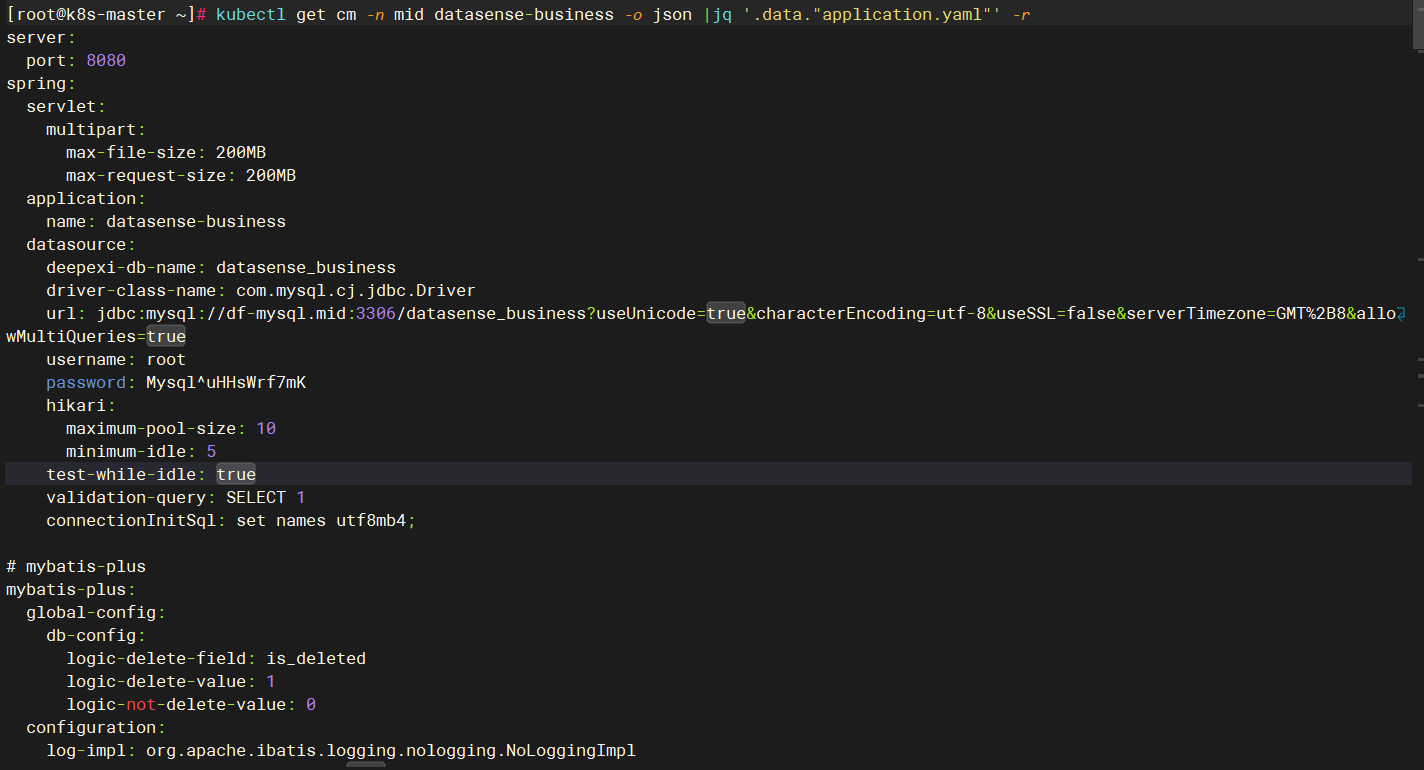 [root@k8s-master ~]# kubectl get cm -n mid datasense-business -o json |jq '.data."application.yaml"' -r
server:
  port: 8080
spring:
  servlet:
    multipart:
      max-file-size: 200MB
      max-request-size: 200MB
  application:
    name: datasense-business
  datasource:
    deepexi-db-name: datasense_business
    driver-class-name: com.mysql.cj.jdbc.Driver
    url: jdbc:mysql://df-mysql.mid:3306/datasense_business?useUnicode=true&characterEncoding=utf-8&useSSL=false&serverTimezone=GMT%2B8&allo
wMultiQueries=true
    username: root
    password: Mysql^uHHsWrf7mK
    hikari:
      maximum-pool-size: 10
      minimum-idle: 5
    test-while-idle: true
    validation-query: SELECT 1
    connectionInitSql: set names utf8mb4;

# mybatis-plus
mybatis-plus:
  global-config:
    db-config:
      logic-delete-field: is_deleted
      logic-delete-value: 1
      logic-not-delete-value: 0
  configuration:
    log-impl: org.apache.ibatis.logging.nologging.NoLoggingImpl